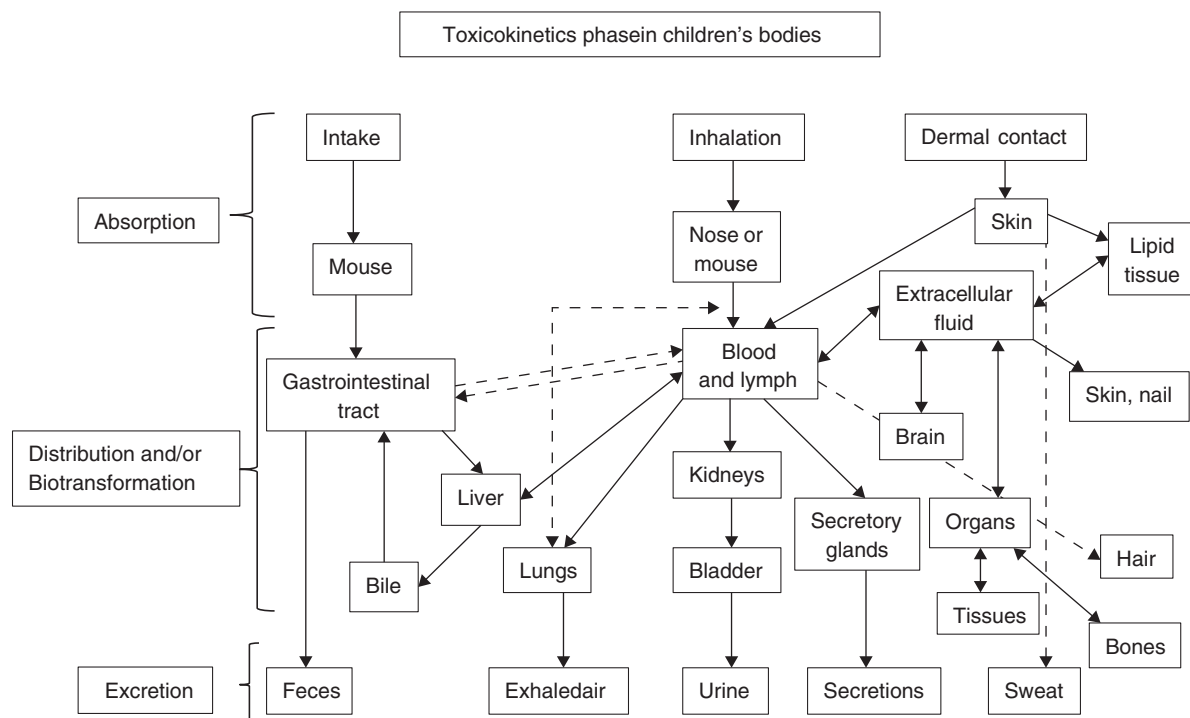 Toxicokinetics phasein children's bodies
Intake
Inhalation
Dermal contact
Absorption
Mouse
Nose or
mouse
Skin
Lipid
tissue
Extracellular
fluid
Gastrointestinal
tract
Blood
and lymph
Skin, nail
Distribution and/or
Biotransformation
Brain
Liver
Kidneys
Secretory
glands
Organs
Hair
Bile
Lungs
Bladder
Tissues
Bones
Excretion
Feces
Exhaledair
Urine
Secretions
Sweat